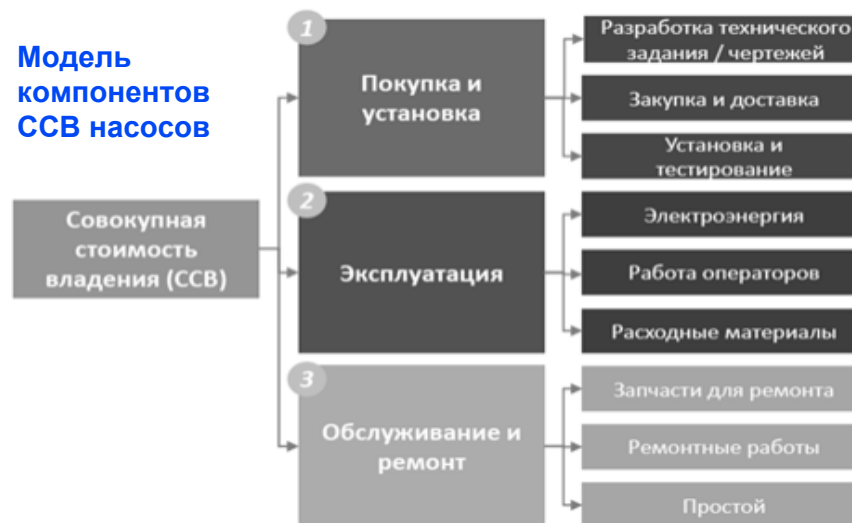 Модель
компонентов
ССВ насосов
Совокупная
стоимость
владения (ССВ)
1
Покупка и
установка
Разработка технического
задания / чертежей
Закупка и доставка
Установка и
тестирование
2
Эксплуатация
Электроэнергия
Работа операторов
Расходные материалы
3
Обслуживание и
ремонт
Запчасти для ремонта
Ремонтные работы
Простой